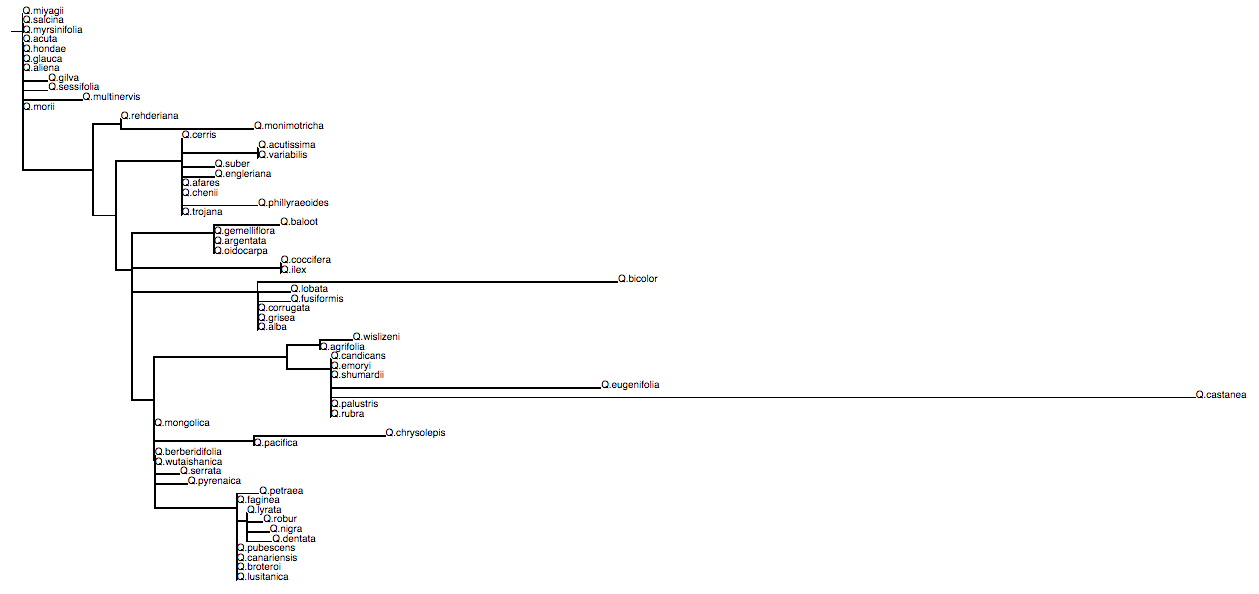 Q.miyagii
Q.salcina
Q.myrsinifolia
Q.acuta
Q.hondae
Q.glauca
Q.aliena
Q.gilva
Q.sessifolia
Q.multinervis
Q.morii
Q.rehderiana
Q.monimotricha
Q.cerris
Q.acutissima
Q.variabilis
Q.suber
Q.engleriana
Q.afares
Q.chenii
Q.phillyraeoides
Q.trojana
Q.baloot
Q.gemelliflora
Q.argentata
Q.oidocarpa
Q.coccifera
Q.ilex
Q.bicolor
Q.lobata
Q.fusiformis
Q.corrugata
Q.grisea
Q.alba
Q.wislizeni
Q.agrifolia
Q.candicans
Q.emoryi
Q.shumardii
Q.eugenifolia
Q.castanea
Q.palustris
Q.rubra
Q.mongolica
Q.chrysolepis
Q.pacifica
Q.berberidifolia
Q.wutaishanica
Q.serrata
Q.pyrenaica
Q.petraea
Q.faginea
Q.lyrata
Q.robur
Q.nigra
Q.dentata
Q.pubescens
Q.canariensis
Q.broteroi
Q.lusitanica